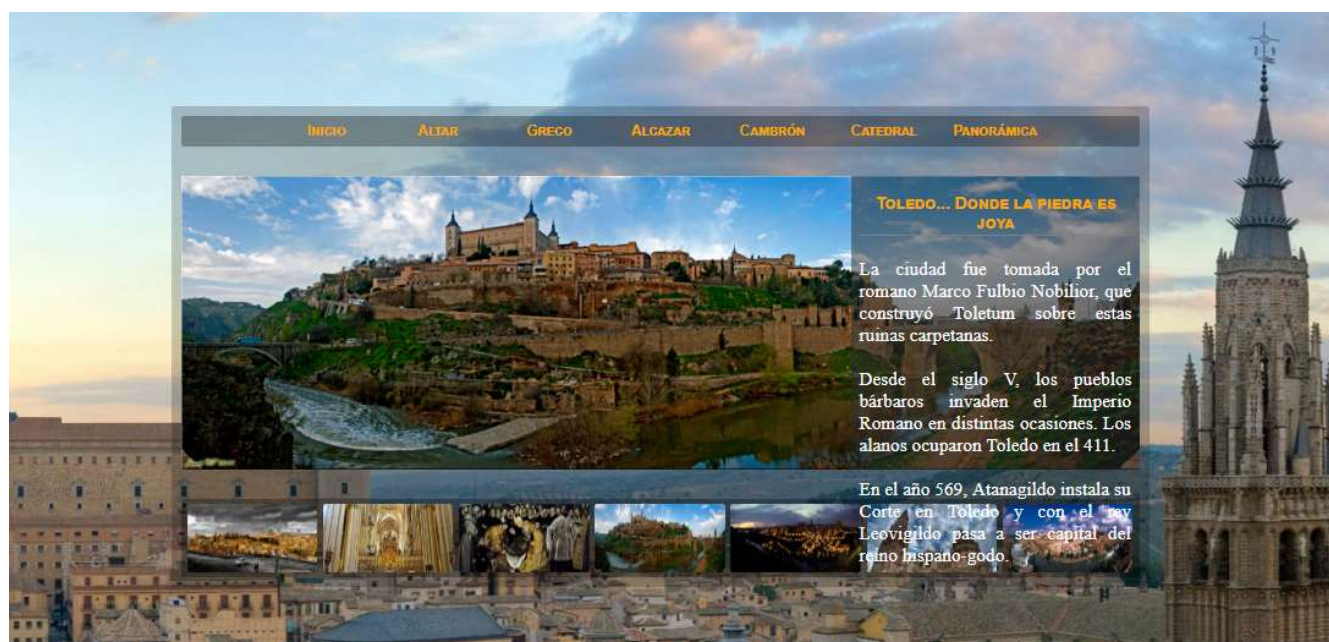 Inicio Altar Greco Alcazar Cambrón Catedral Panorámica
Toledo... Donde la piedra es
joya
La ciudad fue tomada por el
romano Marco Fulbio Nobilior, que
construyó Toletum sobre estas
ruinas carpetanas.
Desde el siglo V, los pueblos
bárbaros invaden el Imperio
Romano en distintas ocasiones. Los
alanos ocuparon Toledo en el 411.
En el año 569, Atanagildo instala su
Corte en Toledo y con el rey
Leovigildo pasa a ser capital del
reino hispano-godo.